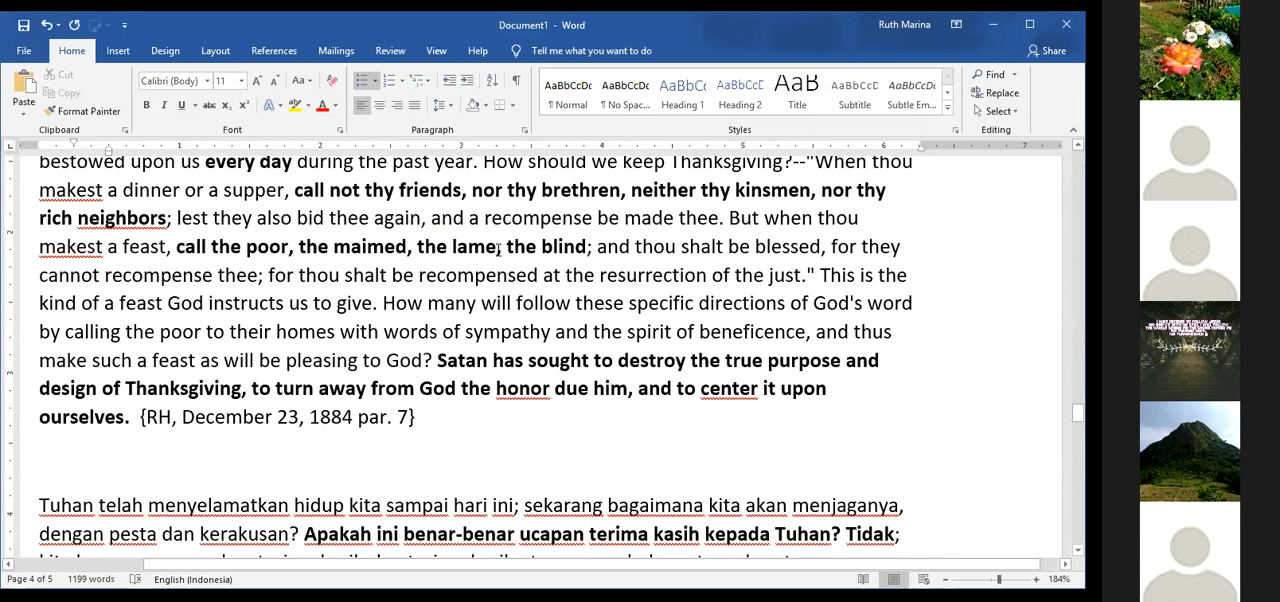 Document1 - Word
Ruth Marina
File Home Insert Design Layout References Mailings Review View Help Tell me what you want to do Share
Paste
Cut
Copy
Format Painter
Calibri (Body) 11
AaBbCcDc AaBbCcDc AaBbCc AaBbCcD AaB AaBbCcD AaBbCcDc
¶ Normal ¶ No Spac... Heading 1 Heading 2 Title Subtitle Subtle Em...
Find
Replace
Select
Clipboard Font Paragraph Styles Editing
bestowed upon us every day during the past year. How should we keep Thanksgiving?--"When thou
makest a dinner or a supper, call not thy friends, nor thy brethren, neither thy kinsmen, nor thy
rich neighbors; lest they also bid thee again, and a recompense be made thee. But when thou
makest a feast, call the poor, the maimed, the lame, the blind; and thou shalt be blessed, for they
cannot recompense thee; for thou shalt be recompensed at the resurrection of the just." This is the
kind of a feast God instructs us to give. How many will follow these specific directions of God's word
by calling the poor to their homes with words of sympathy and the spirit of beneficence, and thus
make such a feast as will be pleasing to God? Satan has sought to destroy the true purpose and
design of Thanksgiving, to turn away from God the honor due him, and to center it upon
ourselves. {RH, December 23, 1884 par. 7}
Tuhan telah menyelamatkan hidup kita sampai hari ini; sekarang bagaimana kita akan menjaganya,
dengan pesta dan kerakusan? Apakah ini benar-benar ucapan terima kasih kepada Tuhan? Tidak;
Page 4 of 5 1199 words English (Indonesia) 184%